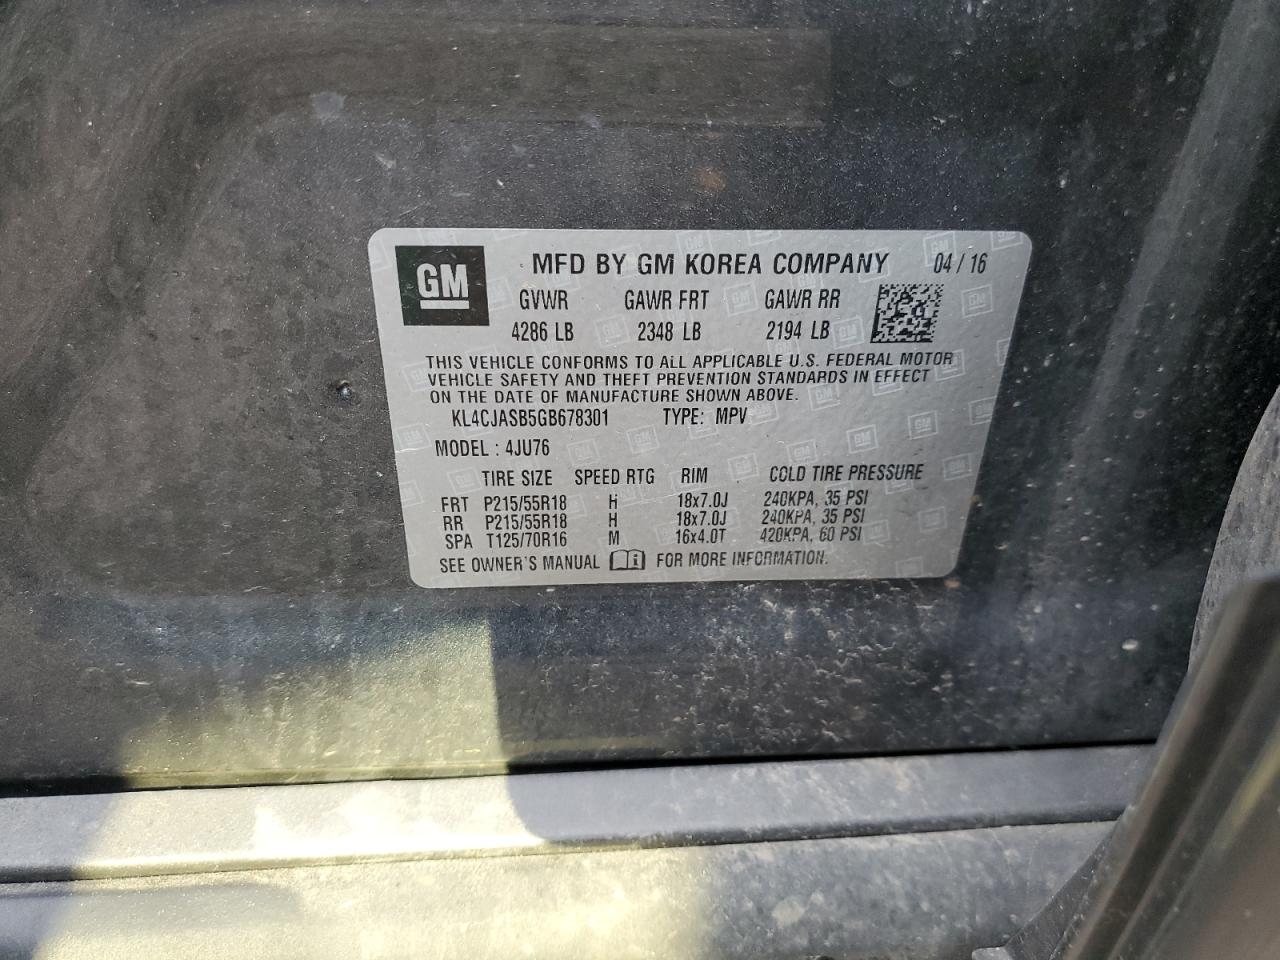 GM MFD BY GM KOREA COMPANY 04 / 16
GVWR GAWR FRT GAWR RR
4286 LB 2348 LB 2194 LB
THIS VEHICLE CONFORMS TO ALL APPLICABLE U.S. FEDERAL MOTOR
VEHICLE SAFETY AND THEFT PREVENTION STANDARDS IN EFFECT
ON THE DATE OF MANUFACTURE SHOWN ABOVE.
KL4CJASB5GB678301 TYPE: MPV
MODEL : 4JU76
TIRE SIZE SPEED RTG RIM COLD TIRE PRESSURE
FRT P215/55R18 H 18x7.0J 240KPA, 35 PSI
RR P215/55R18 H 18x7.0J 240KPA, 35 PSI
SPA T125/70R16 M 16x4.0T 420KPA, 60 PSI
SEE OWNER'S MANUAL i FOR MORE INFORMATION.